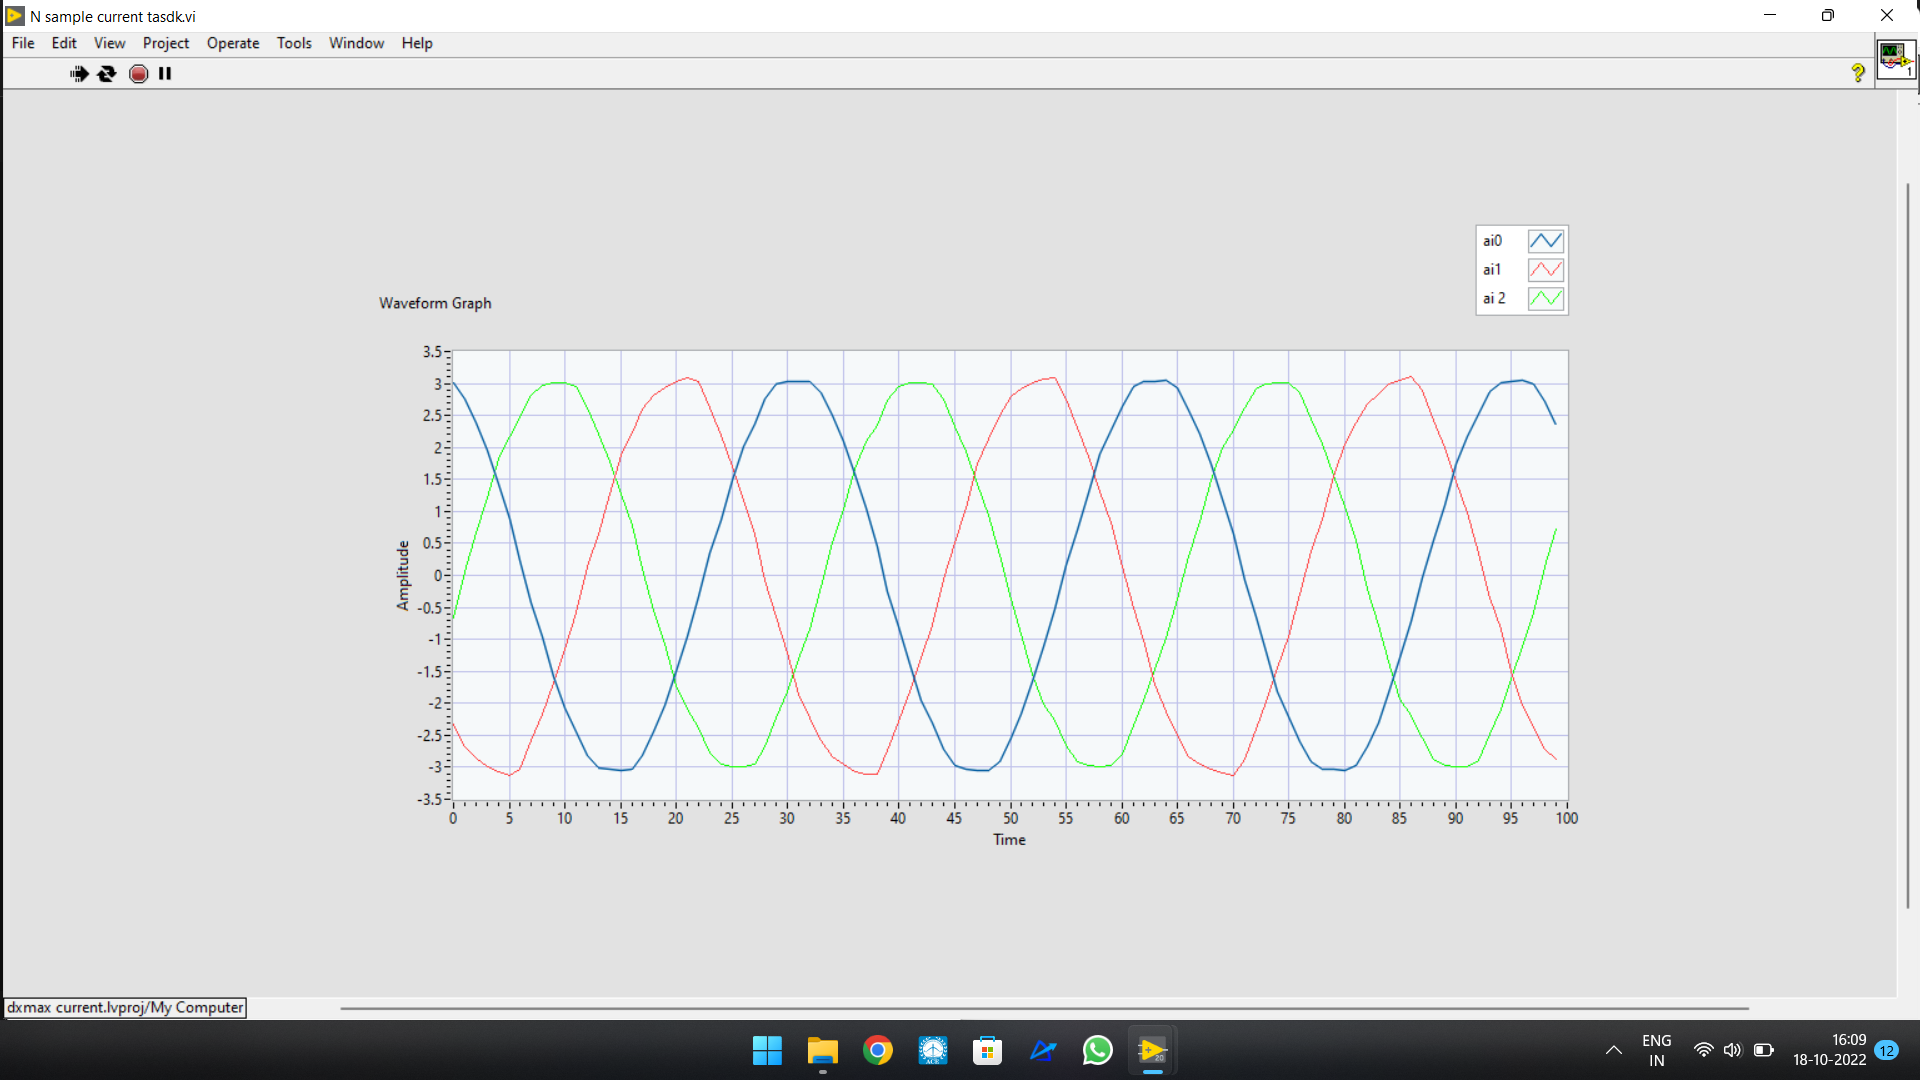 N sample current tasdk.vi
File Edit View Project Operate Tools Window Help
?
1
ai0
ai1
ai 2
Waveform Graph
3.5
3
2.5
2
1.5
1
0.5
0
-0.5
-1
-1.5
-2
-2.5
-3
-3.5
Amplitude
0 5 10 15 20 25 30 35 40 45 50 55 60 65 70 75 80 85 90 95 100
Time
dxmax current.lvproj/My Computer
ACE
20
ENG
IN
16:09
18-10-2022
12